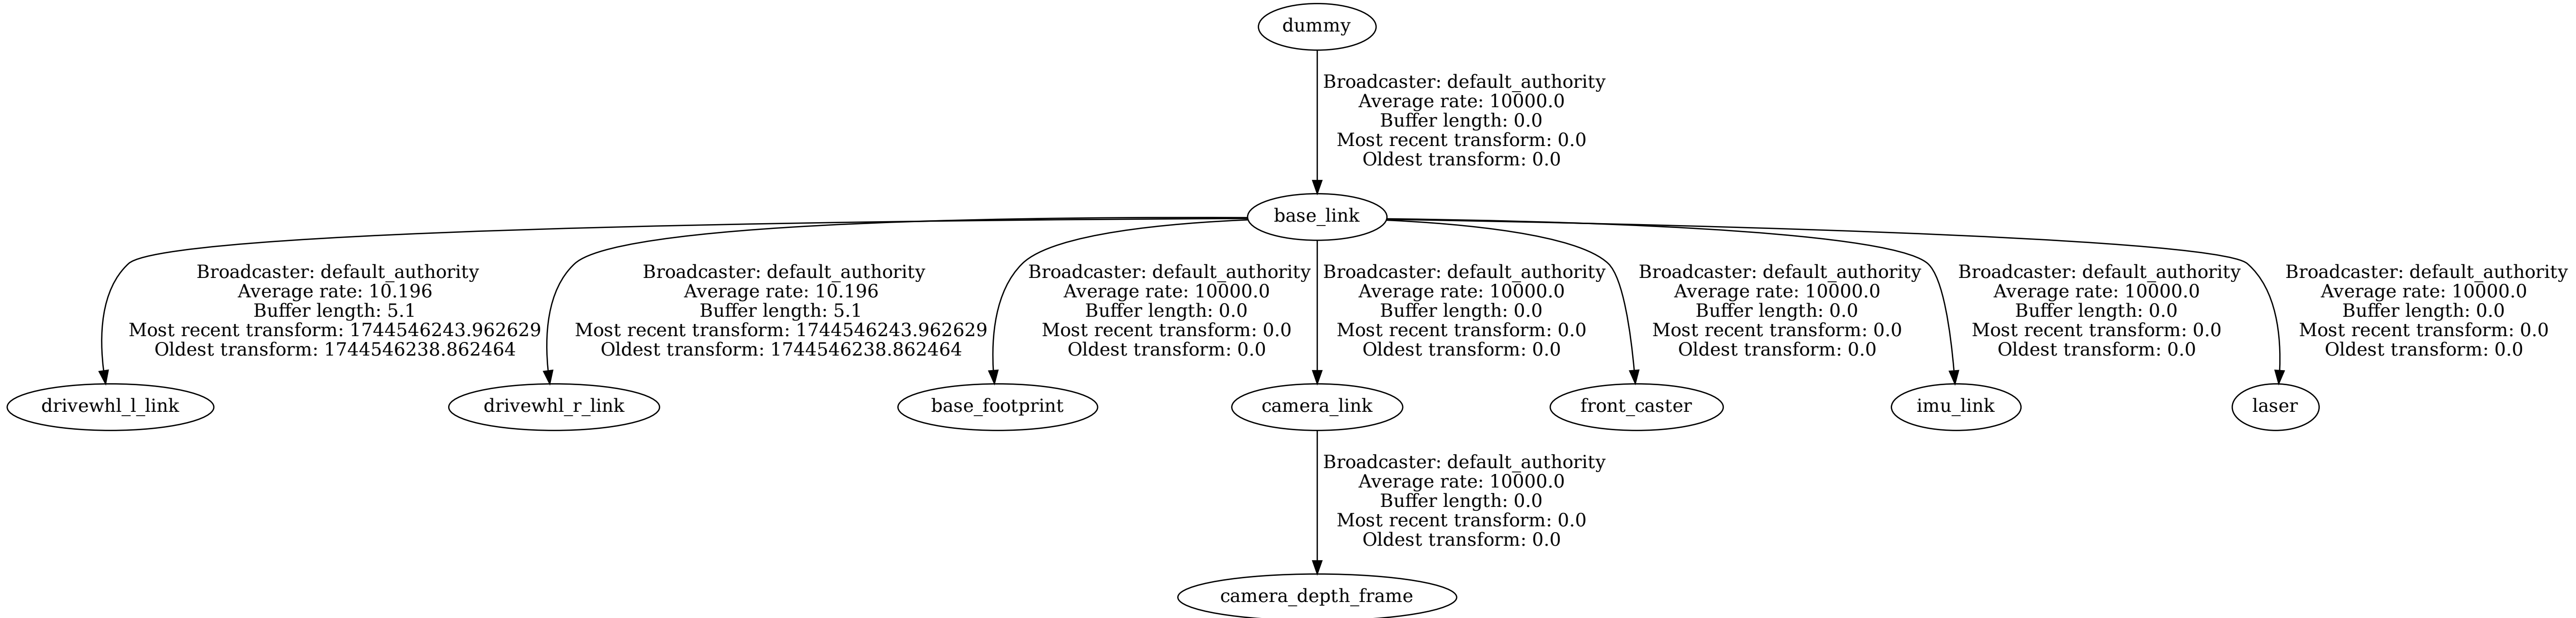 dummy
Broadcaster: default_authority
Average rate: 10000.0
Buffer length: 0.0
Most recent transform: 0.0
Oldest transform: 0.0
base_link
Broadcaster: default_authority
Average rate: 10.196
Buffer length: 5.1
Most recent transform: 1744546243.962629
Oldest transform: 1744546238.862464
Broadcaster: default_authority
Average rate: 10.196
Buffer length: 5.1
Most recent transform: 1744546243.962629
Oldest transform: 1744546238.862464
Broadcaster: default_authority
Average rate: 10000.0
Buffer length: 0.0
Most recent transform: 0.0
Oldest transform: 0.0
Broadcaster: default_authority
Average rate: 10000.0
Buffer length: 0.0
Most recent transform: 0.0
Oldest transform: 0.0
Broadcaster: default_authority
Average rate: 10000.0
Buffer length: 0.0
Most recent transform: 0.0
Oldest transform: 0.0
Broadcaster: default_authority
Average rate: 10000.0
Buffer length: 0.0
Most recent transform: 0.0
Oldest transform: 0.0
Broadcaster: default_authority
Average rate: 10000.0
Buffer length: 0.0
Most recent transform: 0.0
Oldest transform: 0.0
drivewhl_l_link
drivewhl_r_link
base_footprint
camera_link
front_caster
imu_link
laser
Broadcaster: default_authority
Average rate: 10000.0
Buffer length: 0.0
Most recent transform: 0.0
Oldest transform: 0.0
camera_depth_frame